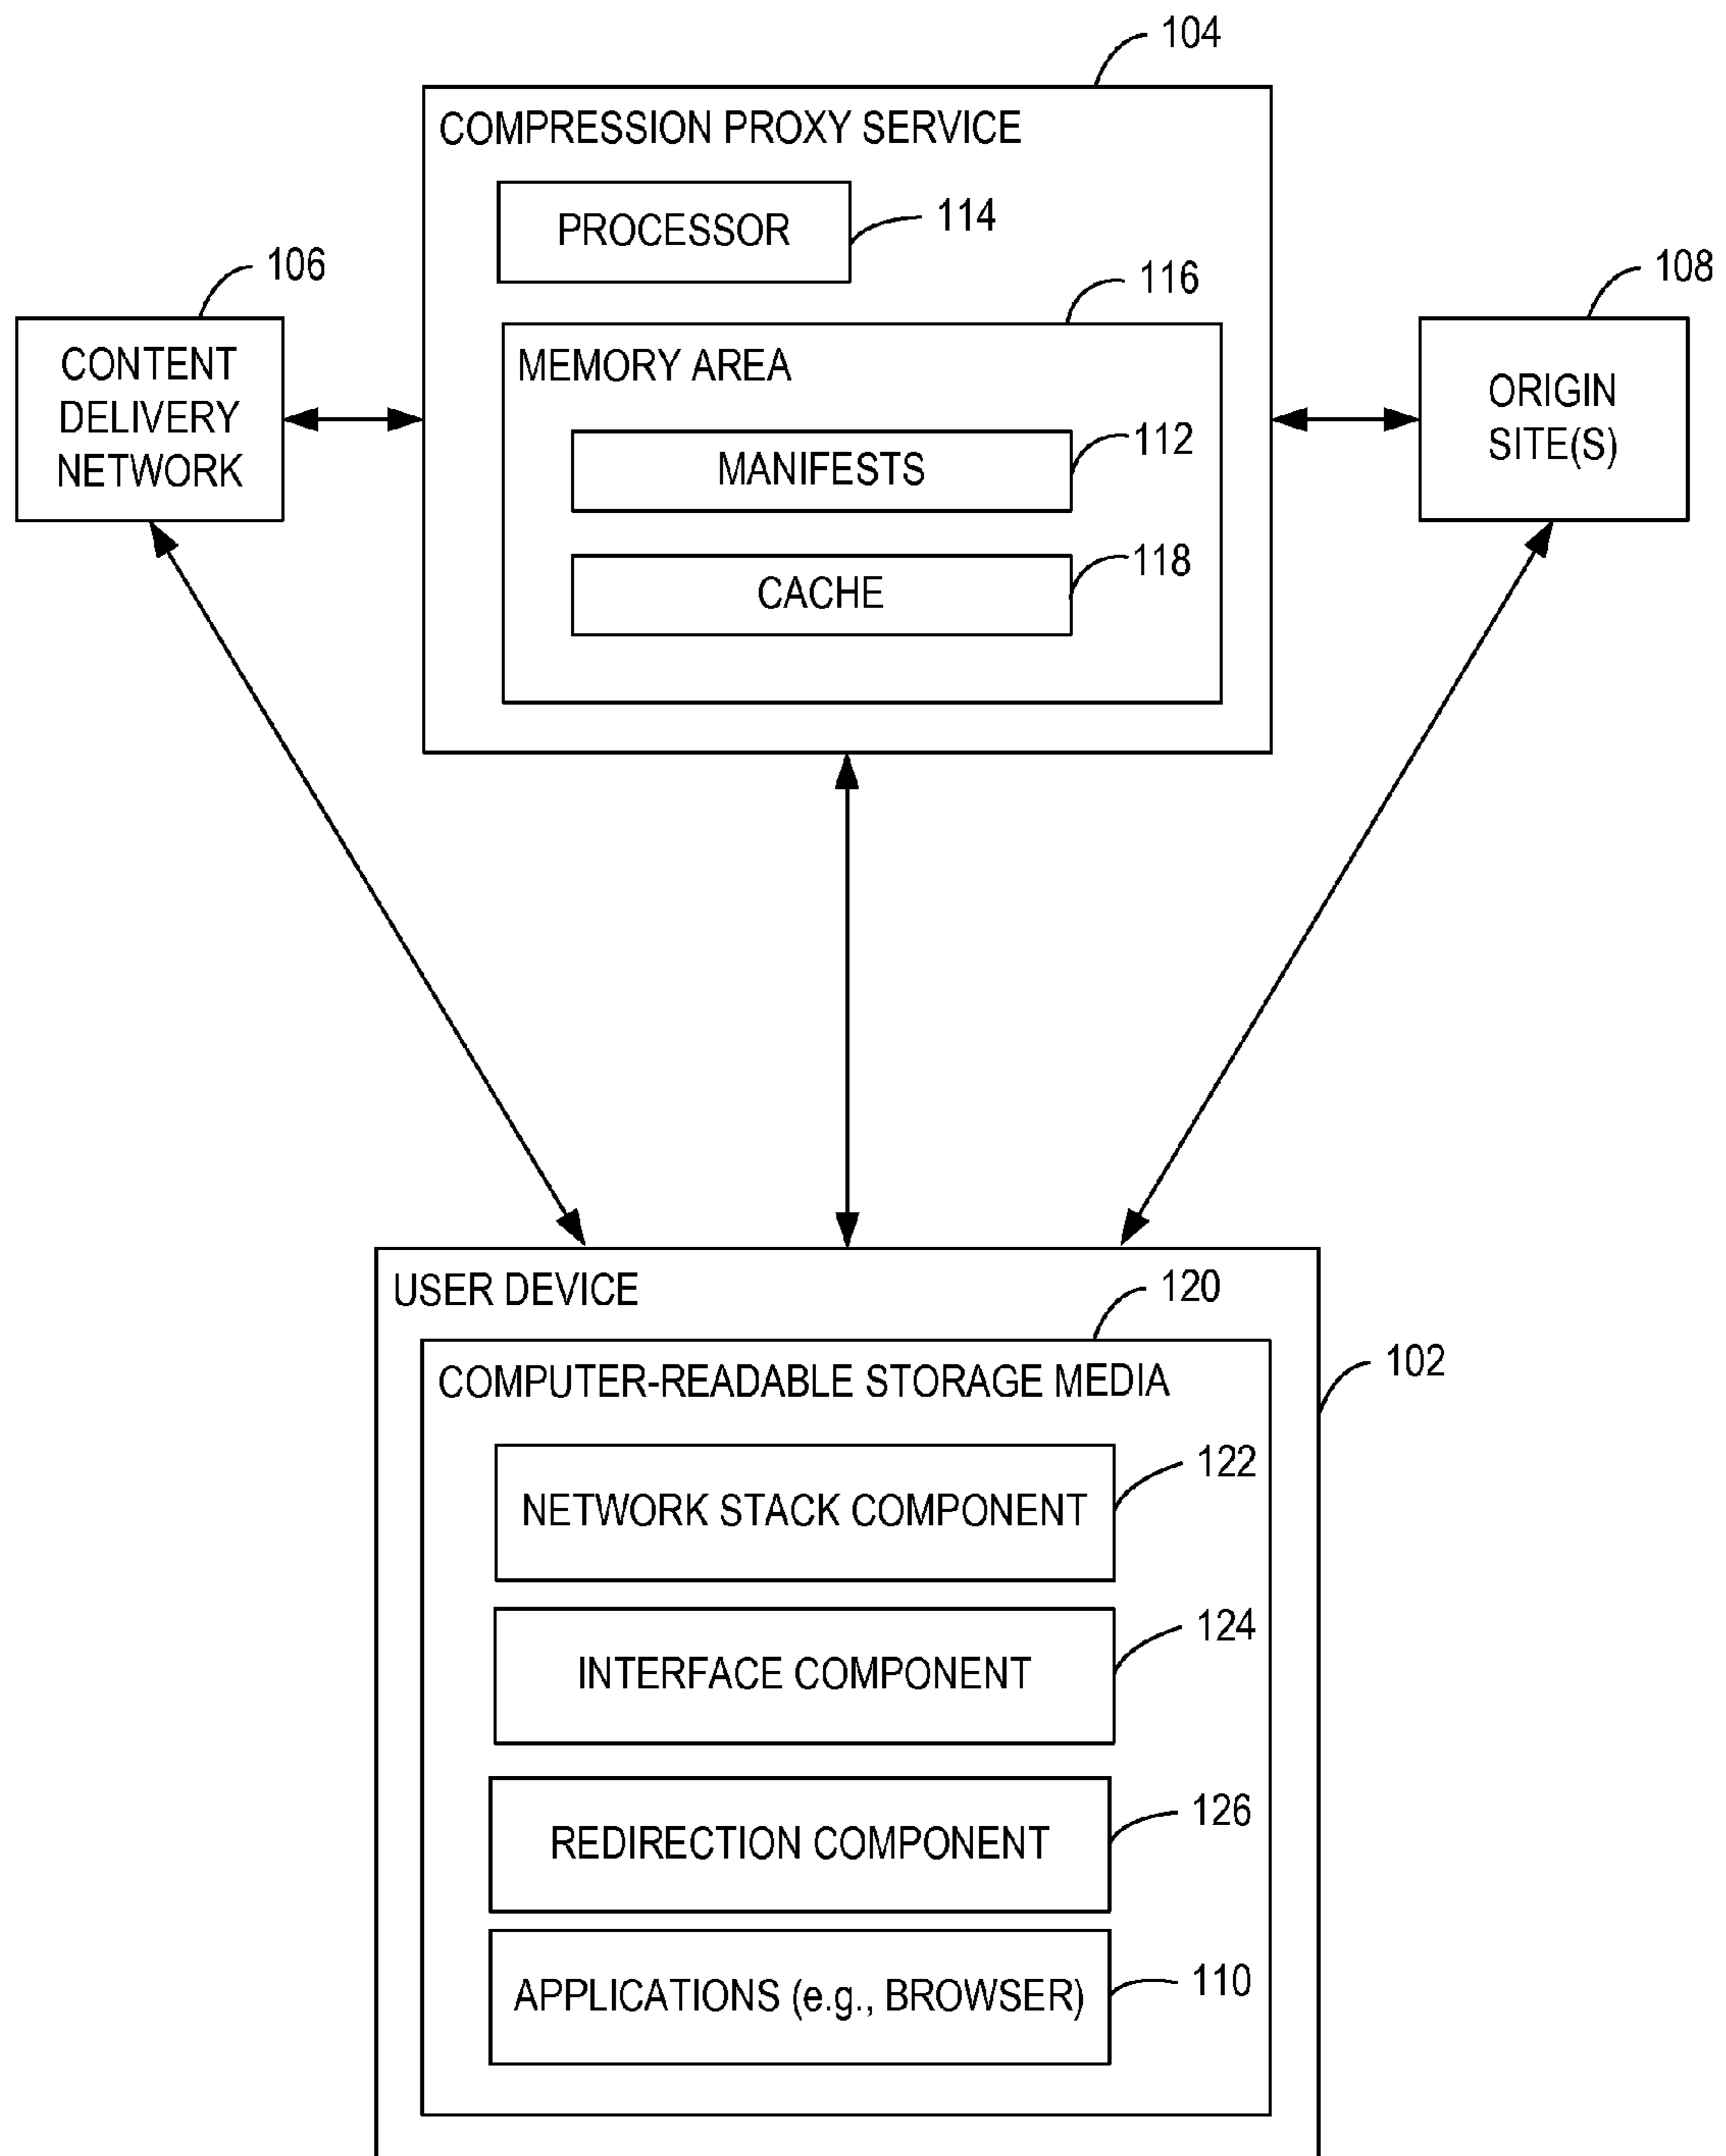 104
COMPRESSION PROXY SERVICE
PROCESSOR
114
106
108
116
CONTENT
DELIVERY
NETWORK
MEMORY AREA
ORIGIN
SITE(S)
MANIFESTS
112
CACHE
118
USER DEVICE
120
COMPUTER-READABLE STORAGE MEDIA
102
NETWORK STACK COMPONENT
122
INTERFACE COMPONENT
124
REDIRECTION COMPONENT
126
APPLICATIONS (e.g., BROWSER)
110